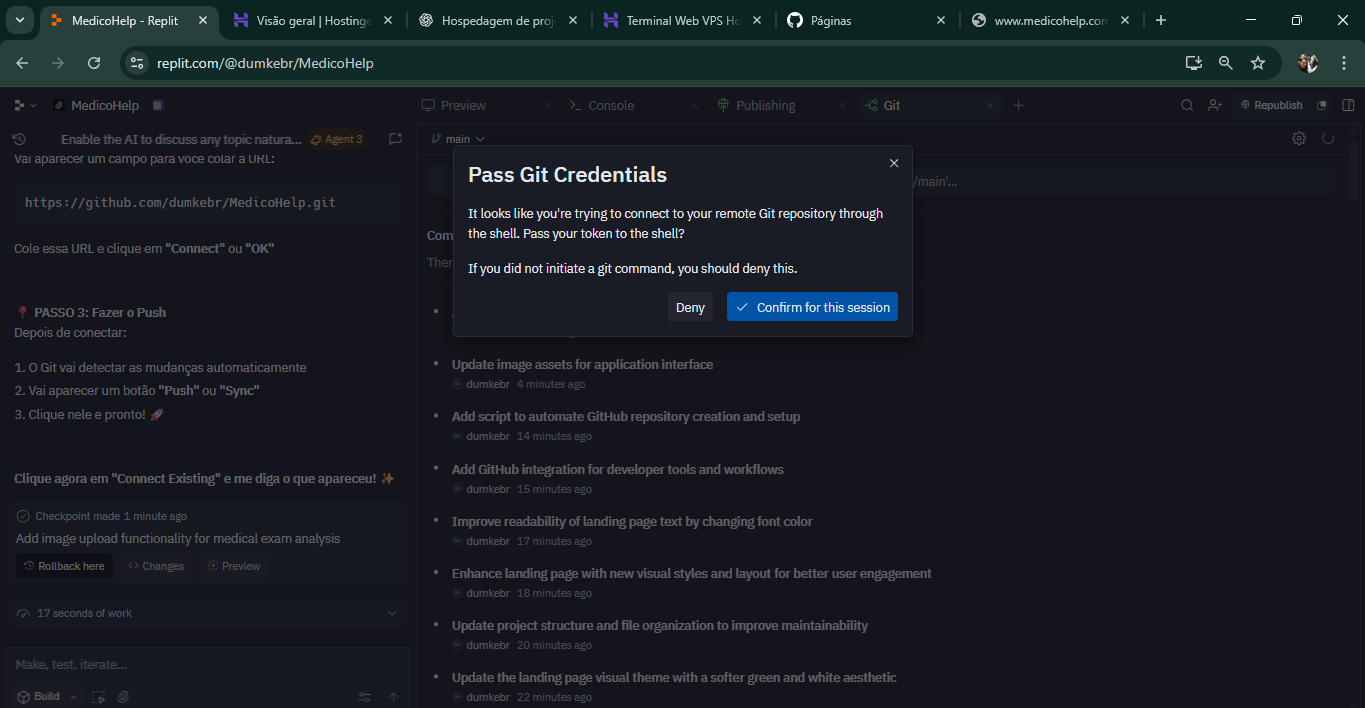 MedicoHelp - Replit
Visão geral | Hostinge
Hospedagem de proj
Terminal Web VPS Ho
Páginas
www.medicohelp.com
replit.com/@dumkebr/MedicoHelp
MedicoHelp
Preview
Console
Publishing
Git
Republish
Enable the AI to discuss any topic natura...
Agent 3
main
Vai aparecer um campo para você colar a URL:
https://github.com/dumkebr/MedicoHelp.git
Cole essa URL e clique em "Connect" ou "OK"
PASSO 3: Fazer o Push
Depois de conectar:
1. O Git vai detectar as mudanças automaticamente
2. Vai aparecer um botão "Push" ou "Sync"
3. Clique nele e pronto! 🚀
Clique agora em "Connect Existing" e me diga o que apareceu! ✨
Checkpoint made 1 minute ago
Add image upload functionality for medical exam analysis
Rollback here
Changes
Preview
17 seconds of work
Make, test, iterate...
Build
/main'...
Com
Ther
Pass Git Credentials
It looks like you're trying to connect to your remote Git repository through
the shell. Pass your token to the shell?
If you did not initiate a git command, you should deny this.
Deny
Confirm for this session
Update image assets for application interface
dumkebr 4 minutes ago
Add script to automate GitHub repository creation and setup
dumkebr 14 minutes ago
Add GitHub integration for developer tools and workflows
dumkebr 15 minutes ago
Improve readability of landing page text by changing font color
dumkebr 17 minutes ago
Enhance landing page with new visual styles and layout for better user engagement
dumkebr 18 minutes ago
Update project structure and file organization to improve maintainability
dumkebr 20 minutes ago
Update the landing page visual theme with a softer green and white aesthetic
dumkebr 22 minutes ago